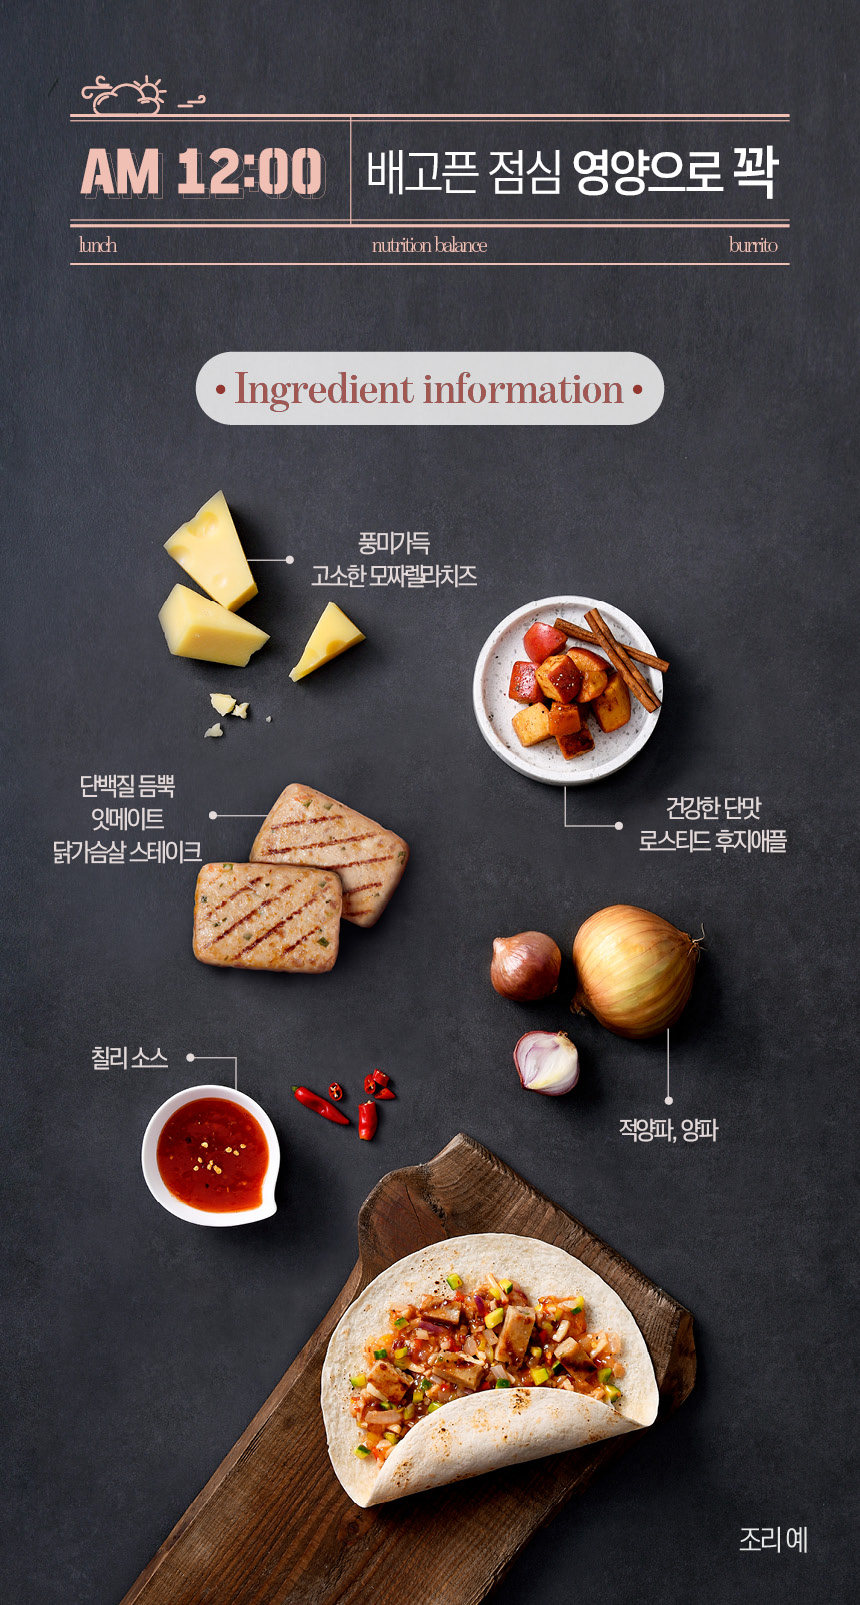 AM 12:00
배고픈 점심 영양으로 꽉
lunch nutrition balance burrito
• Ingredient information •
풍미가득
고소한 모짜렐라치즈
건강한 단맛
로스티드 후지애플
단백질 듬뿍
잇메이트
닭가슴살 스테이크
적양파, 양파
칠리 소스
조리 예